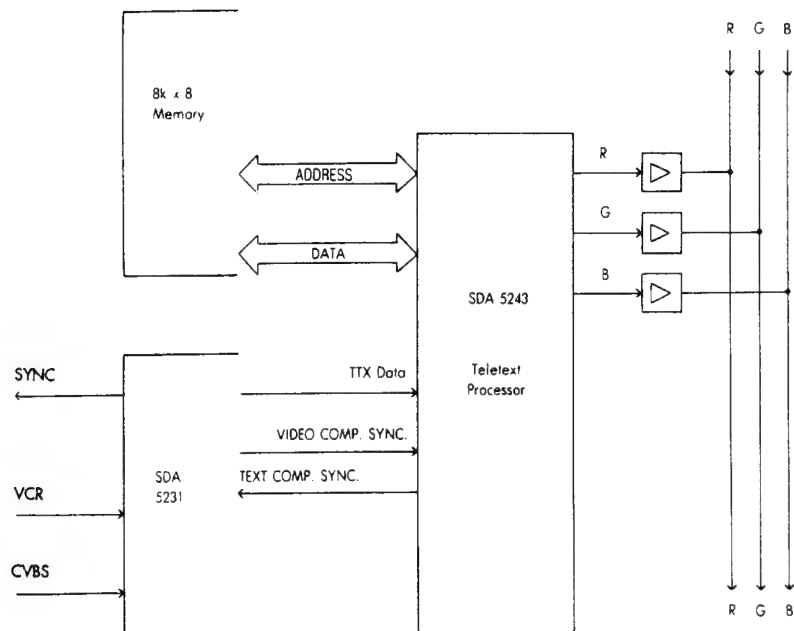 R G B
8k x 8
Memory
ADDRESS
DATA
R
G
B
SDA 5243
Teletext
Processor
SYNC
TTX Data
VIDEO COMP. SYNC.
TEXT COMP. SYNC.
SDA
5231
VCR
CVBS
R G B